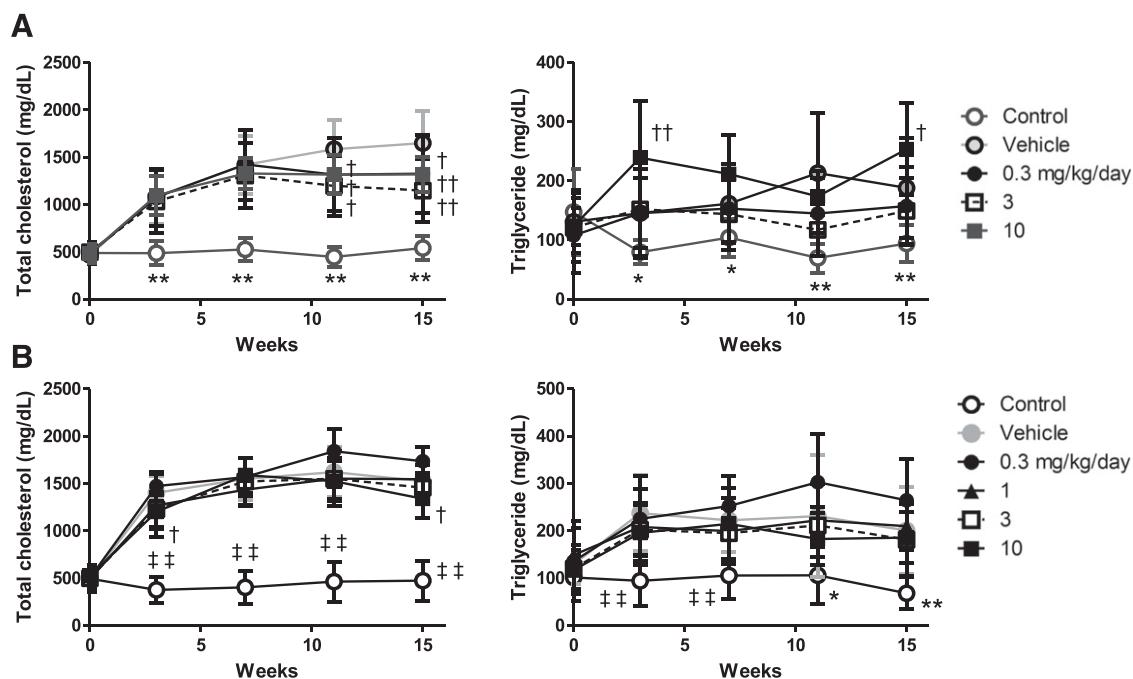 A
Total cholesterol (mg/dL)
2500
2000
1500
1000
500
0
†
†
†
†
††
††
** ** ** **
0 5 10 15
Weeks
Triglyceride (mg/dL)
400
300
200
100
0
††
†
* * ** **
0 5 10 15
Weeks
Control
Vehicle
0.3 mg/kg/day
3
10
B
Total cholesterol (mg/dL)
2500
2000
1500
1000
500
0
†
†
‡‡ ‡‡ ‡‡ ‡‡
0 5 10 15
Weeks
Triglyceride (mg/dL)
500
400
300
200
100
0
‡‡ ‡‡ * **
0 5 10 15
Weeks
Control
Vehicle
0.3 mg/kg/day
1
3
10